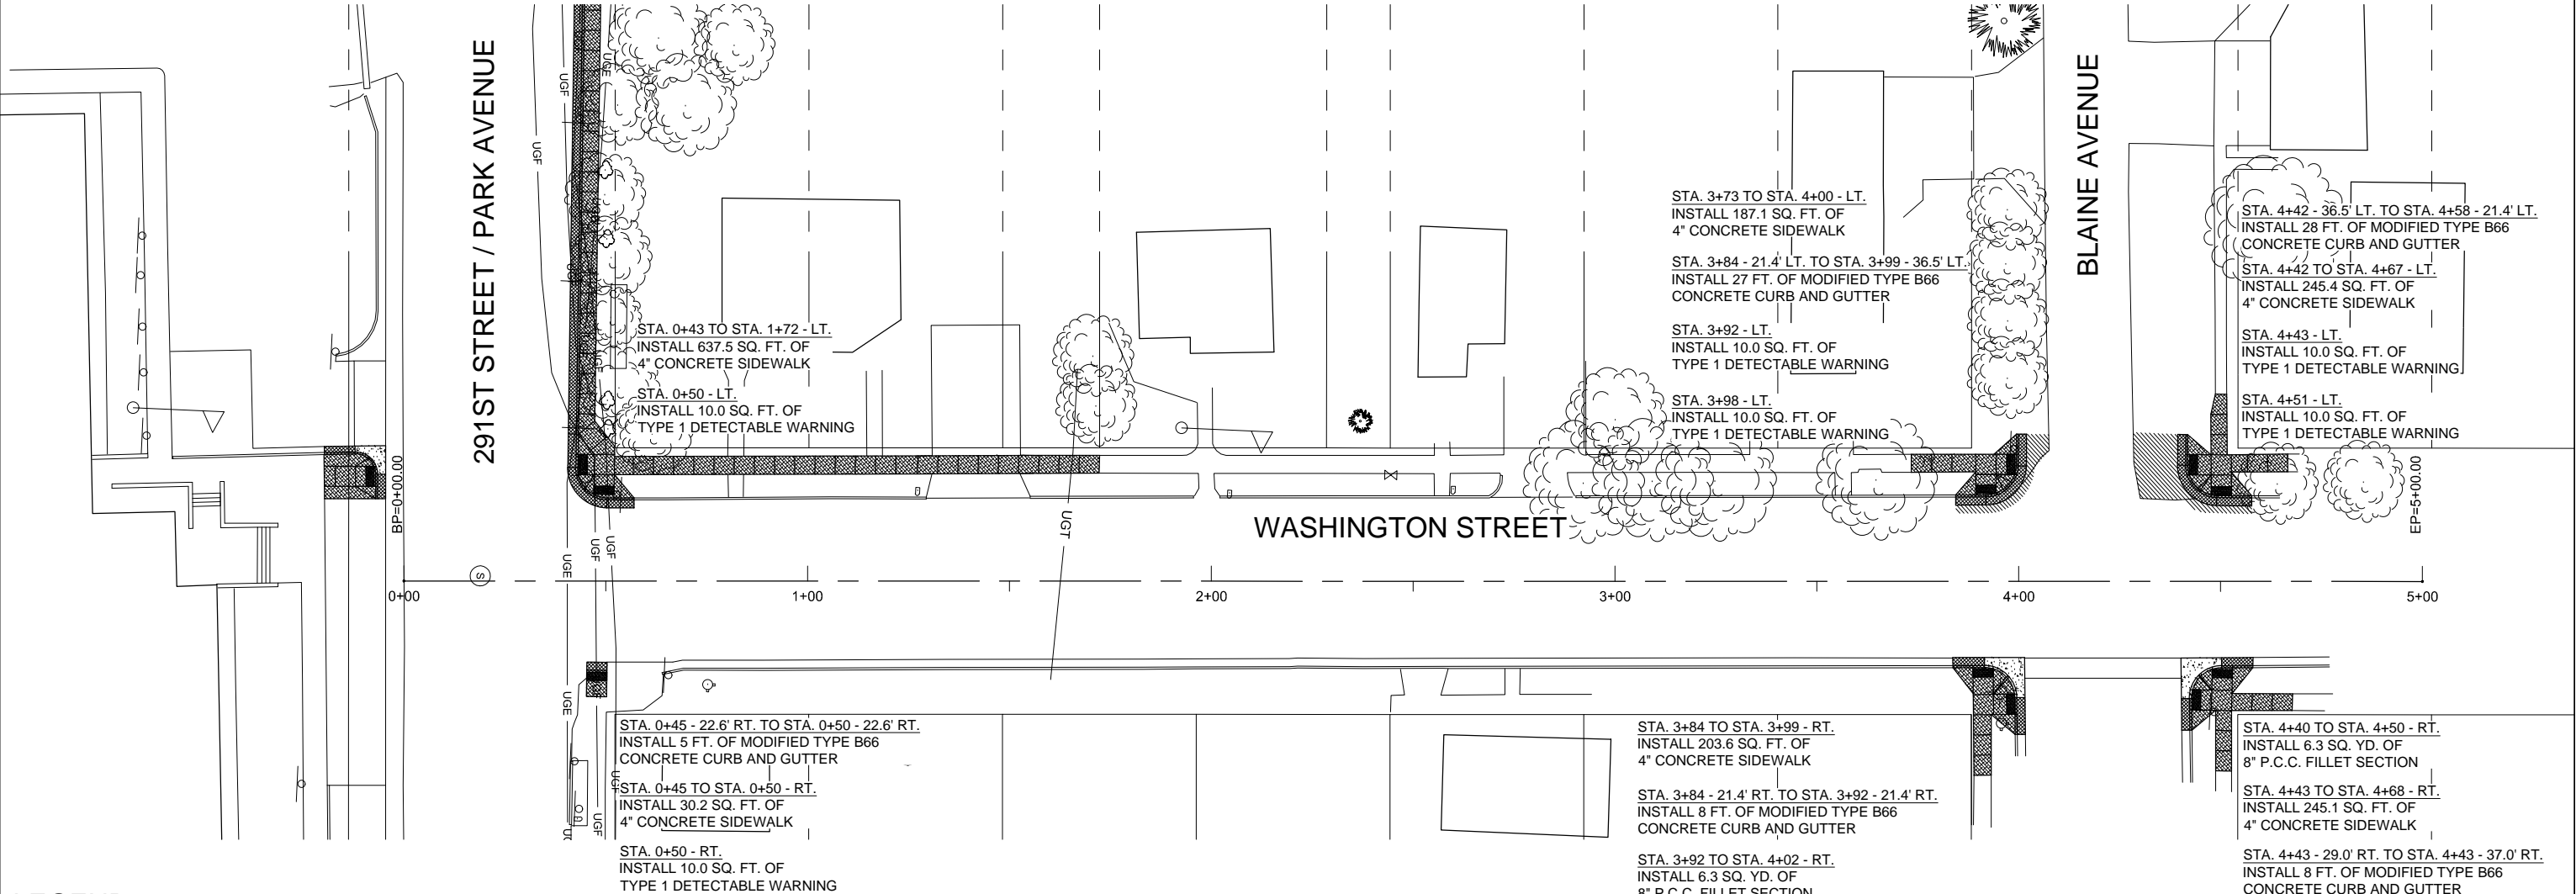 291ST STREET / PARK AVENUE
BLAINE AVENUE
WASHINGTON STREET
BP=0+00.00
EP=5+00.00
0+00
1+00
2+00
3+00
4+00
5+00
S
UGF
UGE
UGF
UGF
UGE
UGF
UGE
UGF
UGF
UGT
UGE
UGF
UGF
UGF
STA. 0+43 TO STA. 1+72 - LT.
INSTALL 637.5 SQ. FT. OF
4" CONCRETE SIDEWALK
STA. 0+50 - LT.
INSTALL 10.0 SQ. FT. OF
TYPE 1 DETECTABLE WARNING
STA. 3+73 TO STA. 4+00 - LT.
INSTALL 187.1 SQ. FT. OF
4" CONCRETE SIDEWALK
STA. 3+84 - 21.4' LT. TO STA. 3+99 - 36.5' LT.
INSTALL 27 FT. OF MODIFIED TYPE B66
CONCRETE CURB AND GUTTER
STA. 3+92 - LT.
INSTALL 10.0 SQ. FT. OF
TYPE 1 DETECTABLE WARNING
STA. 3+98 - LT.
INSTALL 10.0 SQ. FT. OF
TYPE 1 DETECTABLE WARNING
STA. 4+42 - 36.5' LT. TO STA. 4+58 - 21.4' LT.
INSTALL 28 FT. OF MODIFIED TYPE B66
CONCRETE CURB AND GUTTER
STA. 4+42 TO STA. 4+67 - LT.
INSTALL 245.4 SQ. FT. OF
4" CONCRETE SIDEWALK
STA. 4+43 - LT.
INSTALL 10.0 SQ. FT. OF
TYPE 1 DETECTABLE WARNING
STA. 4+51 - LT.
INSTALL 10.0 SQ. FT. OF
TYPE 1 DETECTABLE WARNING
STA. 0+45 - 22.6' RT. TO STA. 0+50 - 22.6' RT.
INSTALL 5 FT. OF MODIFIED TYPE B66
CONCRETE CURB AND GUTTER
STA. 0+45 TO STA. 0+50 - RT.
INSTALL 30.2 SQ. FT. OF
4" CONCRETE SIDEWALK
STA. 0+50 - RT.
INSTALL 10.0 SQ. FT. OF
TYPE 1 DETECTABLE WARNING
STA. 3+84 TO STA. 3+99 - RT.
INSTALL 203.6 SQ. FT. OF
4" CONCRETE SIDEWALK
STA. 3+84 - 21.4' RT. TO STA. 3+92 - 21.4' RT.
INSTALL 8 FT. OF MODIFIED TYPE B66
CONCRETE CURB AND GUTTER
STA. 3+92 TO STA. 4+02 - RT.
INSTALL 6.3 SQ. YD. OF
8" P.C.C. FILLET SECTION
STA. 4+40 TO STA. 4+50 - RT.
INSTALL 6.3 SQ. YD. OF
8" P.C.C. FILLET SECTION
STA. 4+43 TO STA. 4+68 - RT.
INSTALL 245.1 SQ. FT. OF
4" CONCRETE SIDEWALK
STA. 4+43 - 29.0' RT. TO STA. 4+43 - 37.0' RT.
INSTALL 8 FT. OF MODIFIED TYPE B66
CONCRETE CURB AND GUTTER